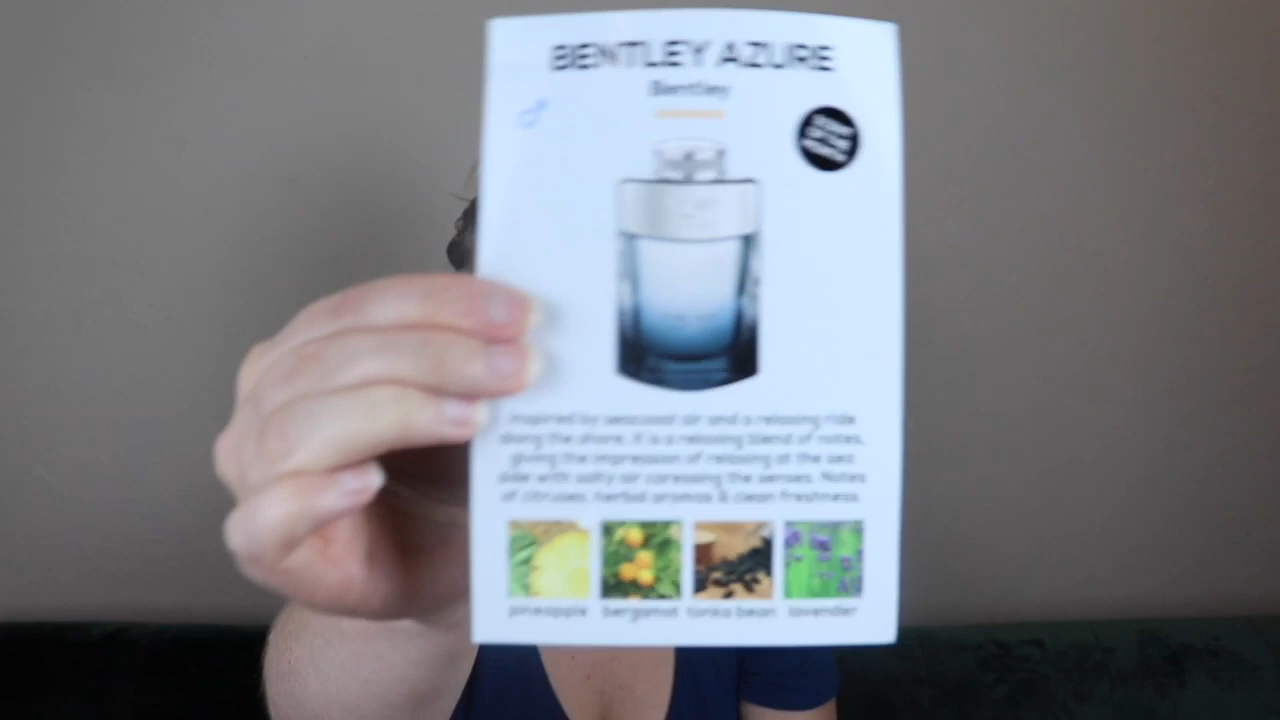 BENTLEY AZURE
Bentley
Inspired by seacoast air and a relaxing ride
along the shore. It is a relaxing blend of notes,
giving the impression of relaxing at the sea
side with salty air caressing the senses. Notes
of citruses, herbal aromas & clean freshness.
pineapple bergamot tonka bean lavender